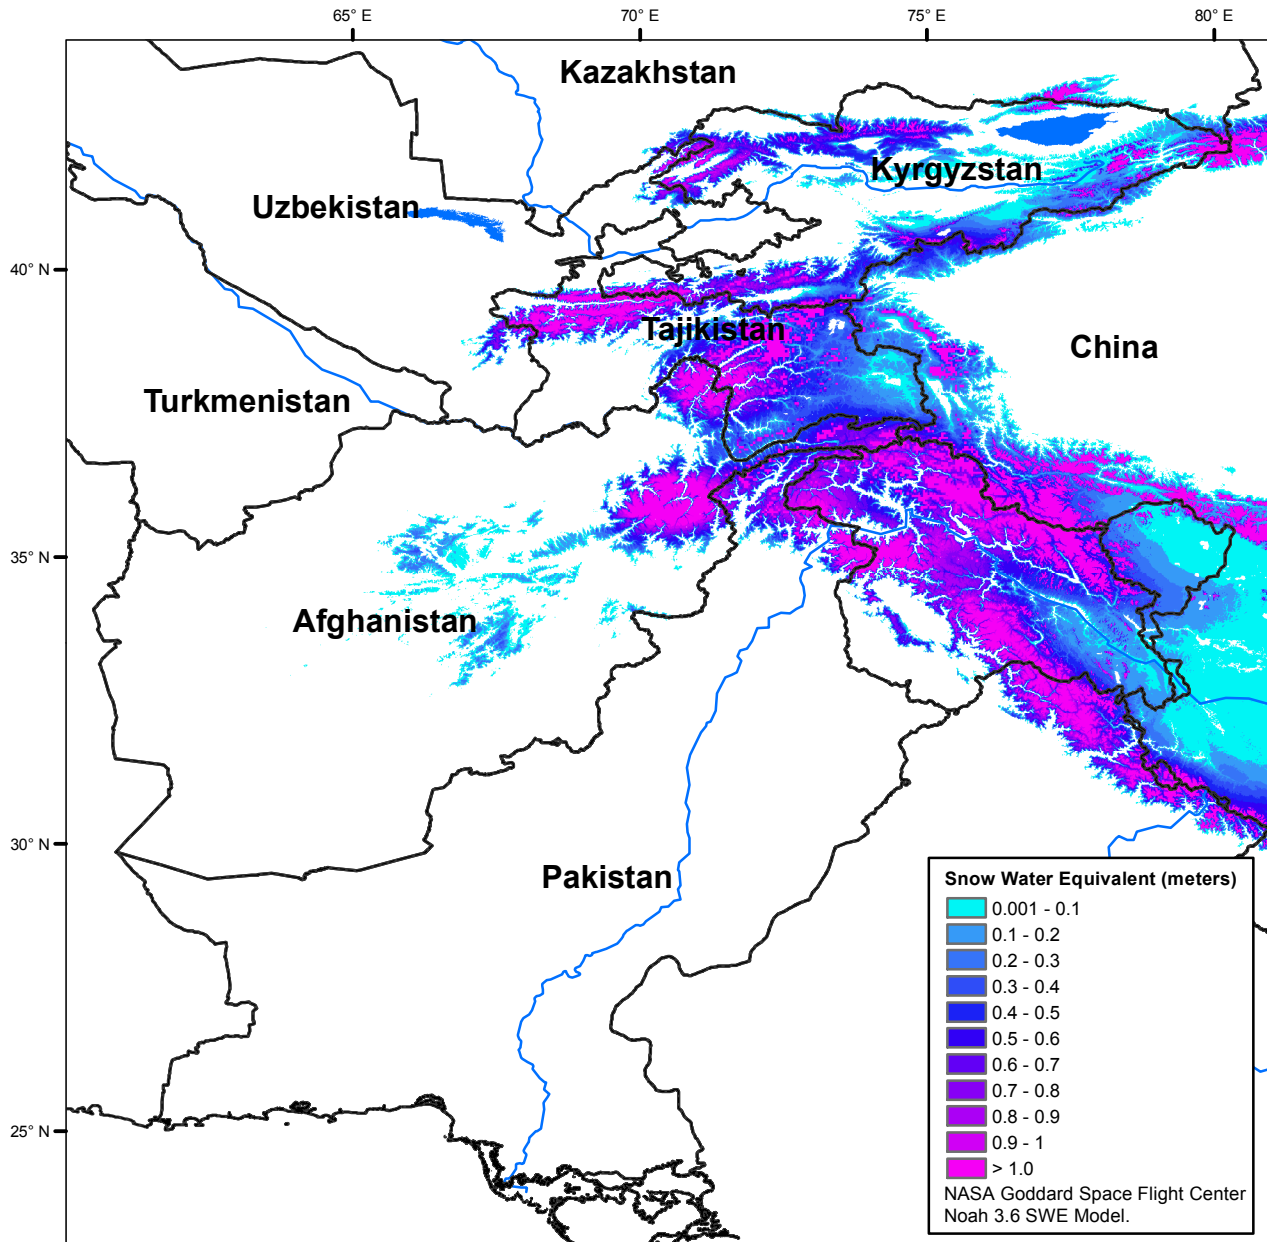 65° E
70° E
75° E
80° E
Kazakhstan
Kyrgyzstan
Uzbekistan
40° N
Tajikistan
China
Turkmenistan
35° N
Afghanistan
30° N
Pakistan
25° N
Snow Water Equivalent (meters)
0.001 - 0.1
0.1 - 0.2
0.2 - 0.3
0.3 - 0.4
0.4 - 0.5
0.5 - 0.6
0.6 - 0.7
0.7 - 0.8
0.8 - 0.9
0.9 - 1
> 1.0
NASA Goddard Space Flight Center
Noah 3.6 SWE Model.